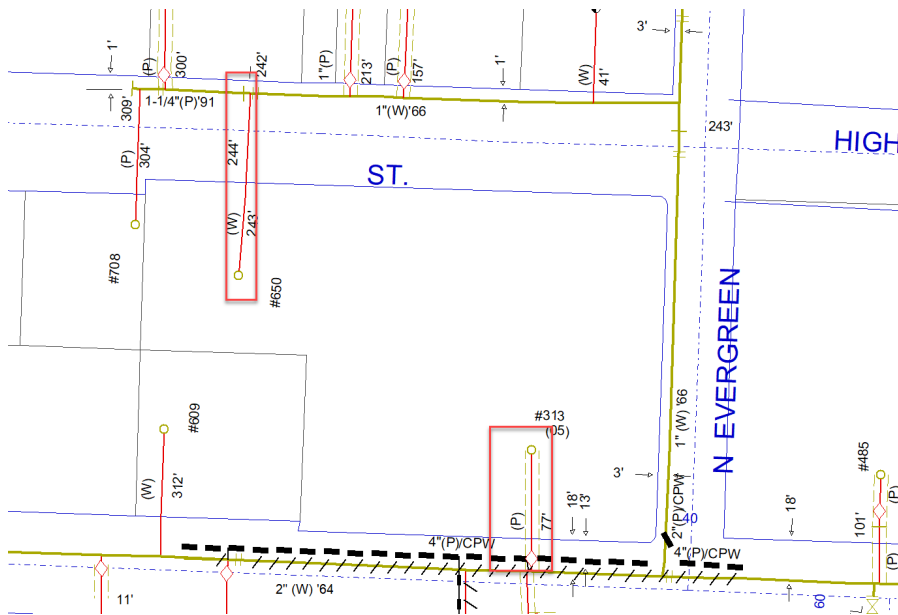 1'
(P)
300'
242'
1"(P)
213'
(P)
157'
1'
(W)
41'
3'
309'
1-1/4"(P)'91
1"(W)'66
243'
HIGH
(P)
304'
244'
ST.
(W)
243'
#708
#650
N EVERGREEN
#313
(05)
#609
1" (W) '66
#485
(W)
312'
3'
(P)
77'
18'
13'
2"(P)/CPW
40
18'
101'
(P)
(P)
4"(P)/CPW
4"(P)/CPW
11'
2" (W) '64
60